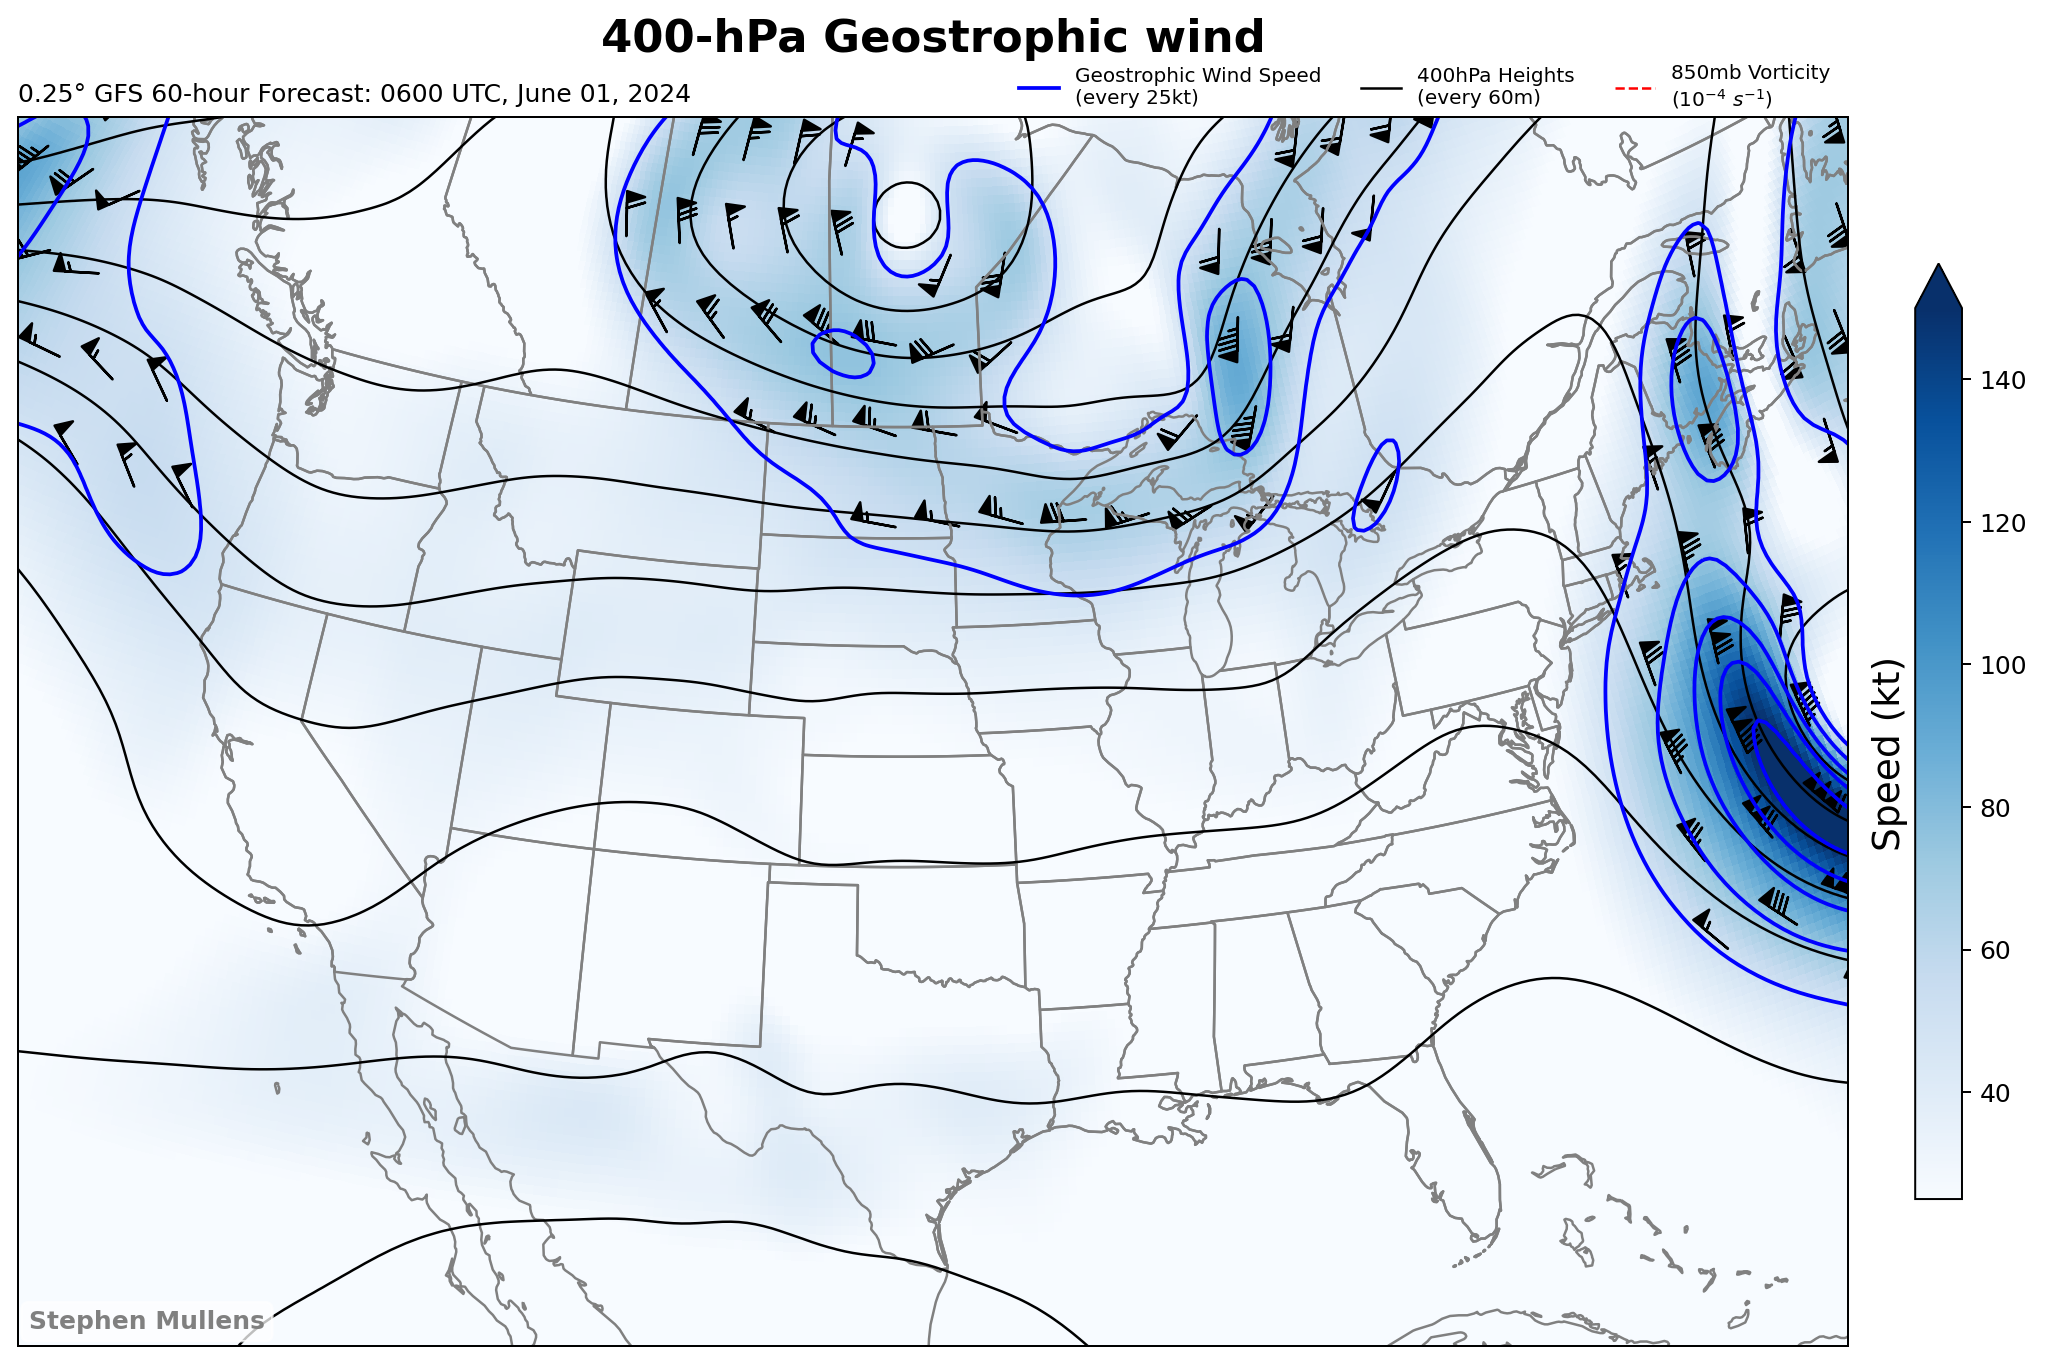 400-hPa Geostrophic wind
0.25° GFS 60-hour Forecast: 0600 UTC, June 01, 2024
Geostrophic Wind Speed
(every 25kt)
400hPa Heights
(every 60m)
850mb Vorticity
(10⁻⁴ s⁻¹)
140
120
100
80
60
40
Speed (kt)
Stephen Mullens